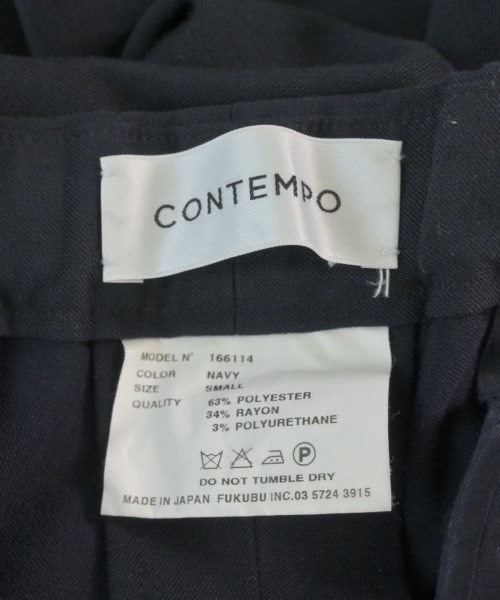 CONTEMPO
MODEL N° 166114
COLOR NAVY
SIZE SMALL
QUALITY 63% POLYESTER
34% RAYON
3% POLYURETHANE
P
DO NOT TUMBLE DRY
MADE IN JAPAN FUKUBU INC.03 5724 3915